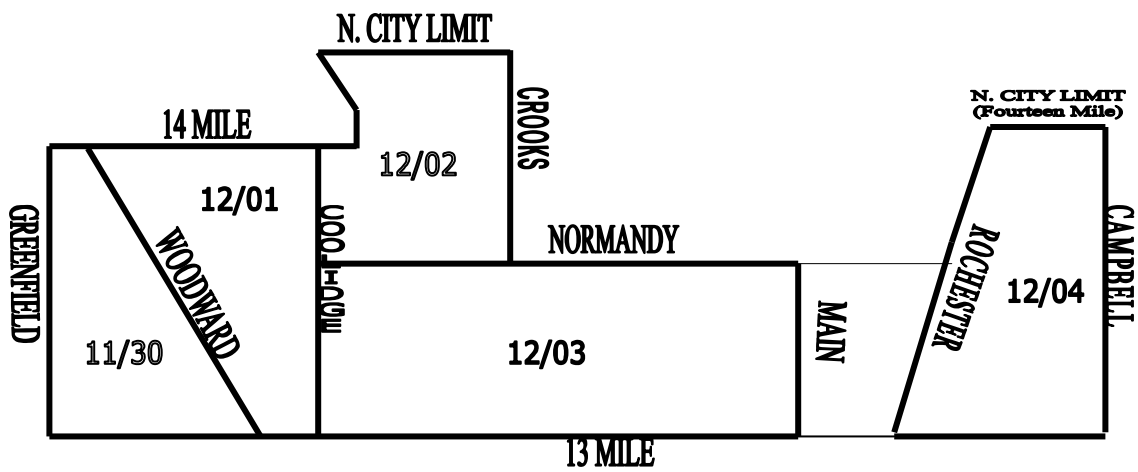 N. CITY LIMIT
CROOKS
N. CITY LIMIT
(Fourteen Mile)
14 MILE
12/02
12/01
GREENFIELD
WOODWARD
COOLIDGE
NORMANDY
ROCHESTER
CAMPBELL
12/04
MAIN
11/30
12/03
13 MILE